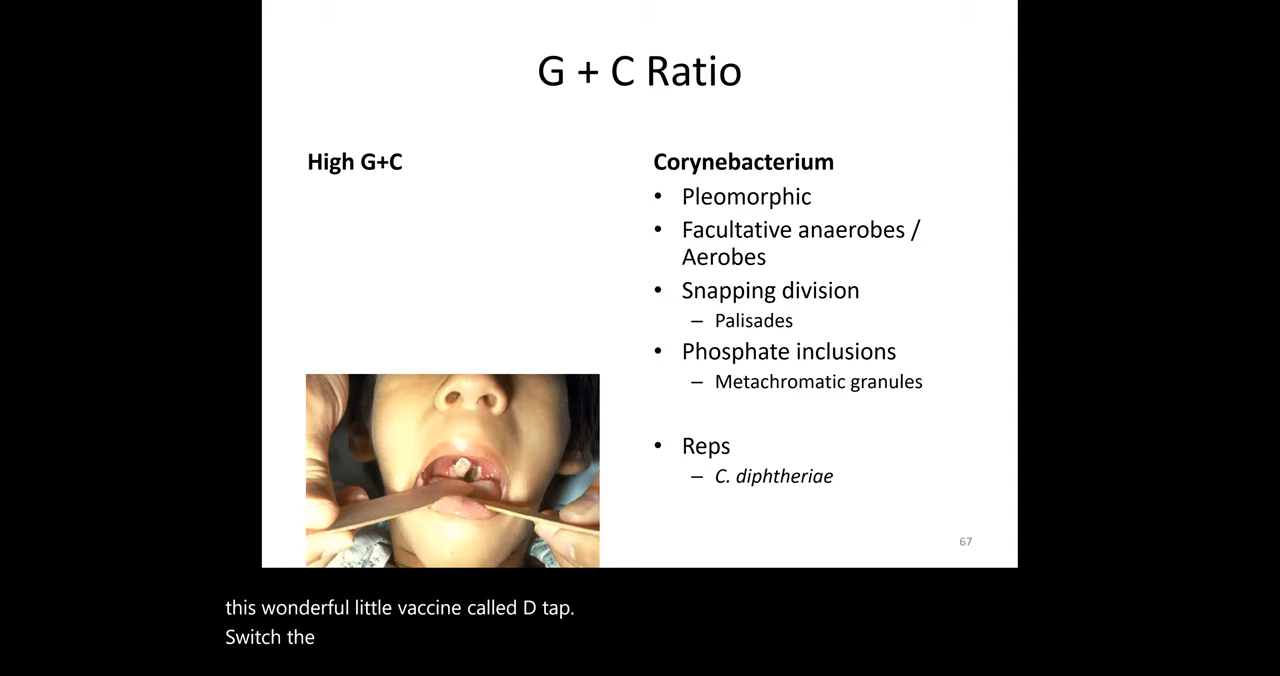 G + C Ratio
High G+C
Corynebacterium
• Pleomorphic
• Facultative anaerobes /
Aerobes
• Snapping division
– Palisades
• Phosphate inclusions
– Metachromatic granules
• Reps
– C. diphtheriae
67
this wonderful little vaccine called D tap.
Switch the